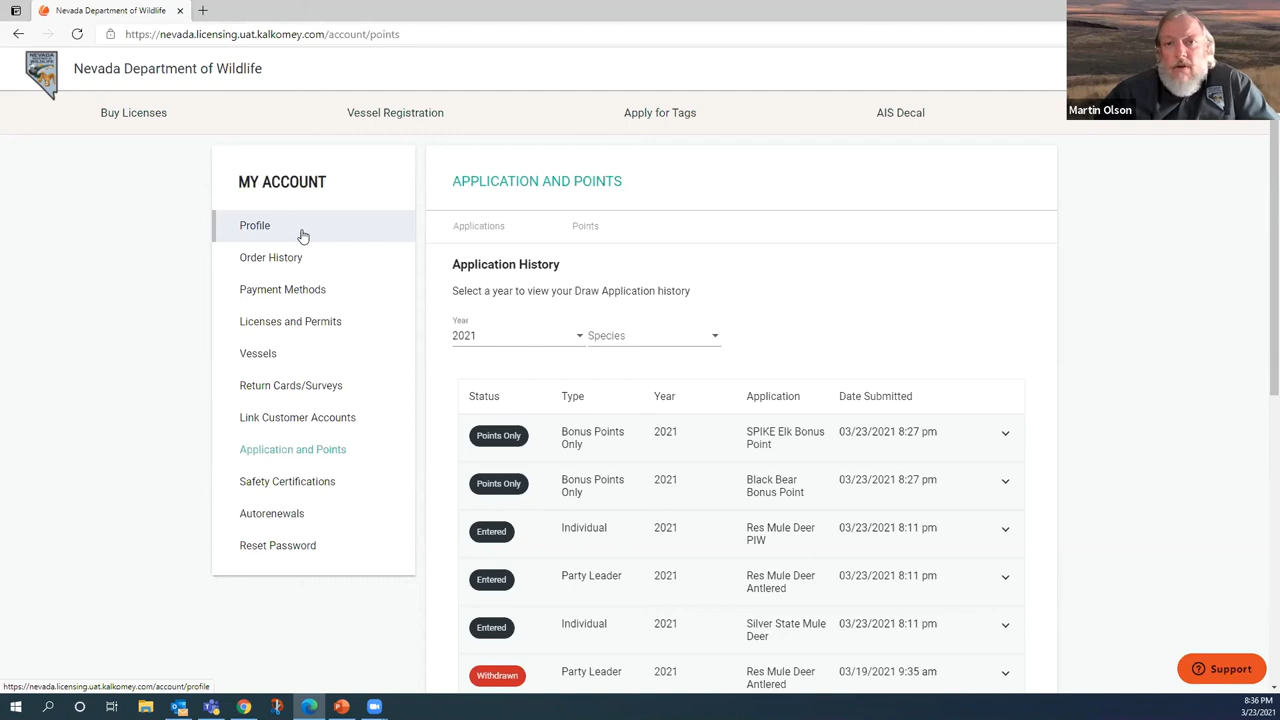 Nevada Department of Wildlife
https://nevada.licensing.uat.kalkomey.com/account/points
Nevada Department of Wildlife
Buy Licenses
Vessel Registration
Apply for Tags
AIS Decal
Martin Olson
MY ACCOUNT
Profile
Order History
Payment Methods
Licenses and Permits
Vessels
Return Cards/Surveys
Link Customer Accounts
Application and Points
Safety Certifications
Autorenewals
Reset Password
APPLICATION AND POINTS
Applications
Points
Application History
Select a year to view your Draw Application history
Year
2021
Species
Status Type Year Application Date Submitted
Points Only Bonus Points 2021 SPIKE Elk Bonus 03/23/2021 8:27 pm
Only Point
Points Only Bonus Points 2021 Black Bear 03/23/2021 8:27 pm
Only Bonus Point
Entered Individual 2021 Res Mule Deer 03/23/2021 8:11 pm
PIW
Entered Party Leader 2021 Res Mule Deer 03/23/2021 8:11 pm
Antlered
Entered Individual 2021 Silver State Mule 03/23/2021 8:11 pm
Deer
Withdrawn Party Leader 2021 Res Mule Deer 03/19/2021 9:35 am
Antlered
Support
https://nevada.licensing.uat.kalkomey.com/account/profile
8:36 PM
3/23/2021